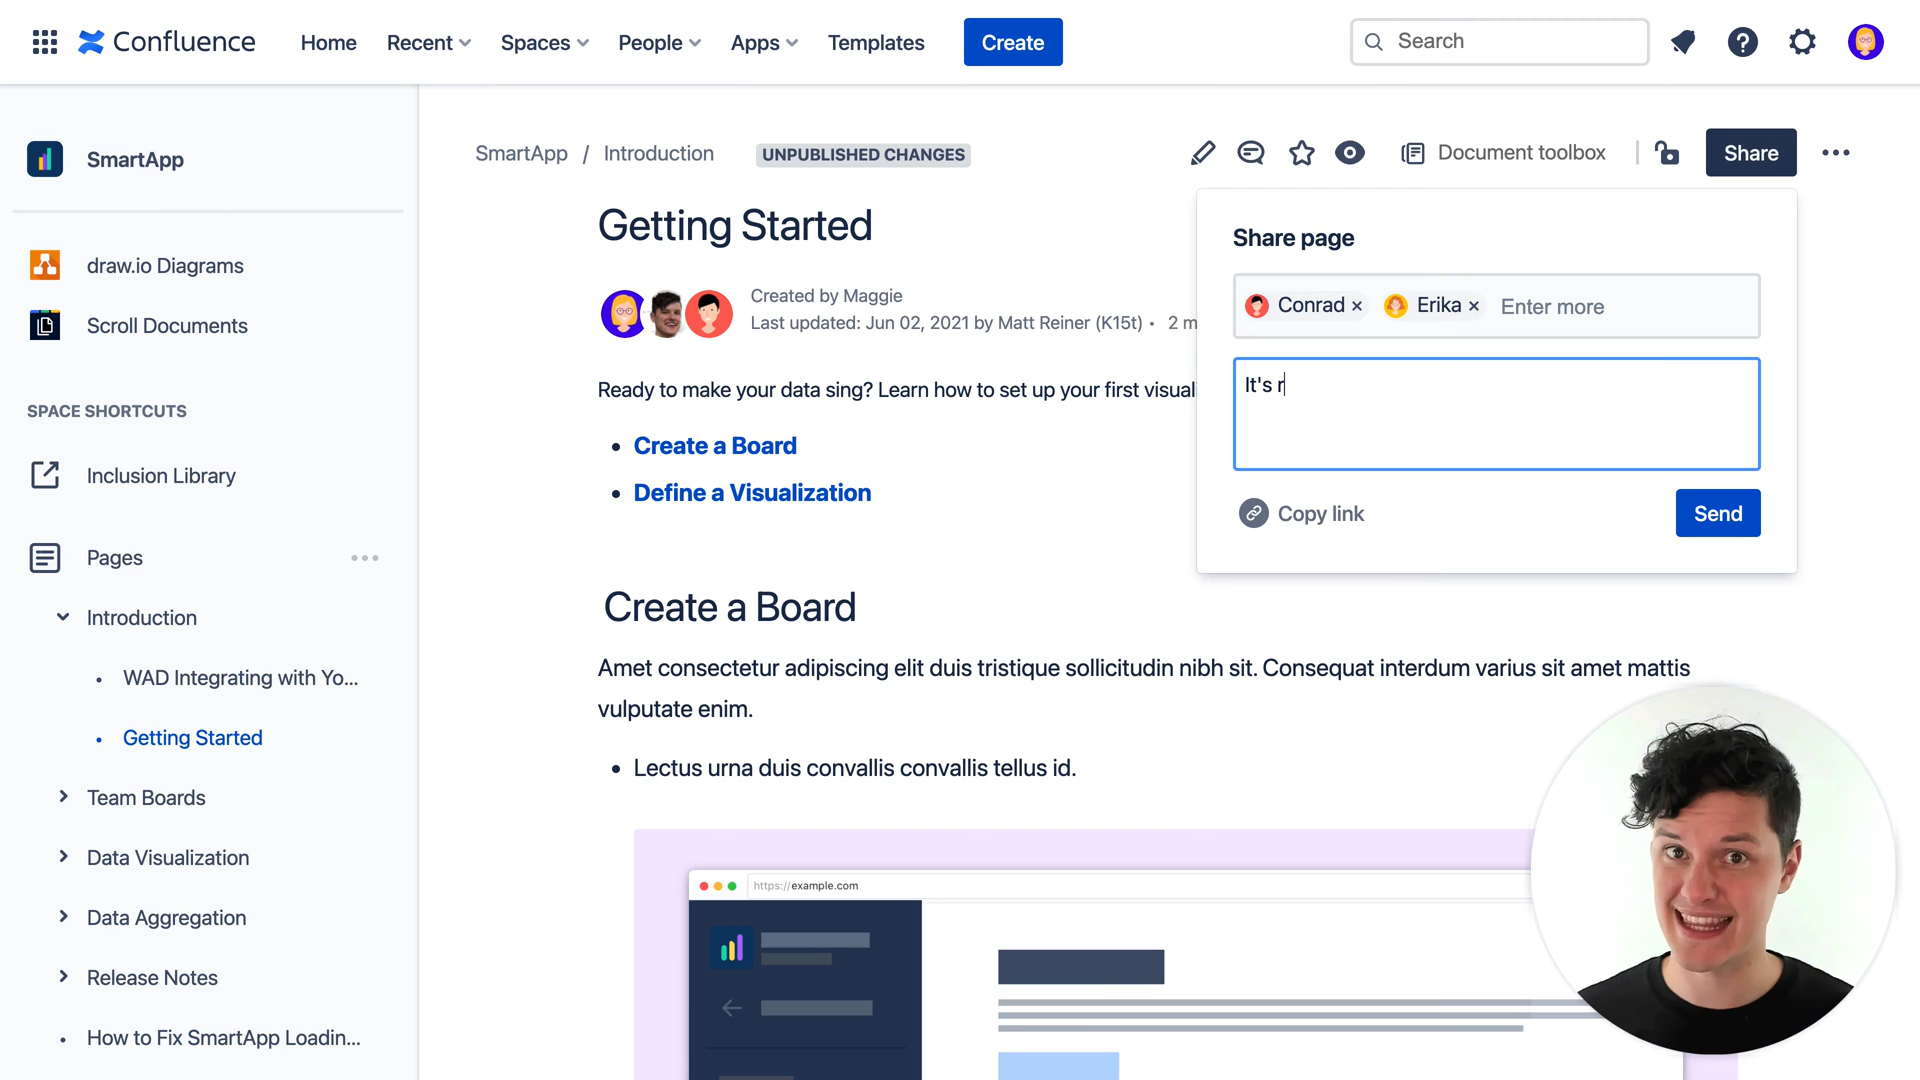 Confluence
Home
Recent
Spaces
People
Apps
Templates
Create
Search
SmartApp
draw.io Diagrams
Scroll Documents
SPACE SHORTCUTS
Inclusion Library
Pages
Introduction
WAD Integrating with Yo...
Getting Started
Team Boards
Data Visualization
Data Aggregation
Release Notes
How to Fix SmartApp Loadin...
SmartApp / Introduction
UNPUBLISHED CHANGES
Document toolbox
Share
Getting Started
Created by Maggie
Last updated: Jun 02, 2021 by Matt Reiner (K15t) • 2 m
Ready to make your data sing? Learn how to set up your first visuali
• Create a Board
• Define a Visualization
Share page
Conrad × Erika × Enter more
It's r
Copy link
Send
Create a Board
Amet consectetur adipiscing elit duis tristique sollicitudin nibh sit. Consequat interdum varius sit amet mattis
vulputate enim.
• Lectus urna duis convallis convallis tellus id.
https://example.com